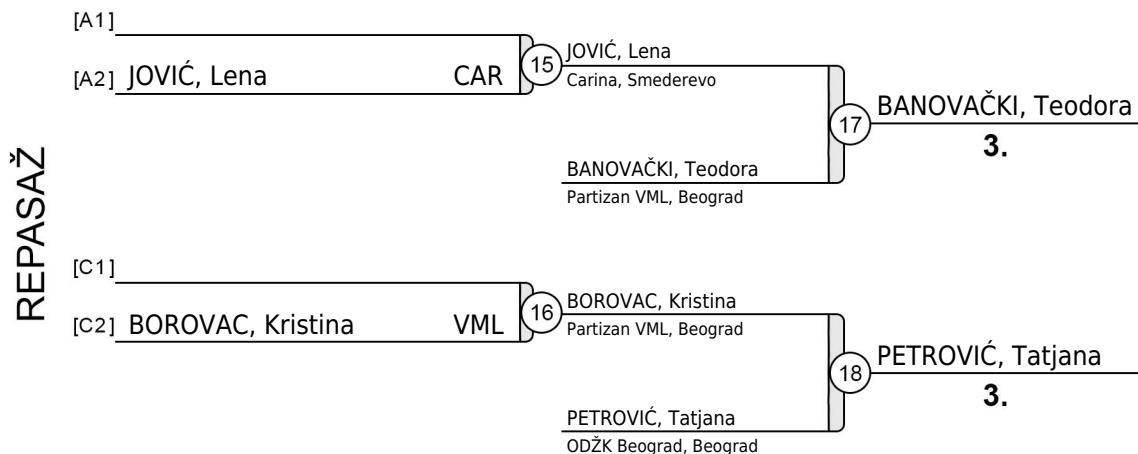 REPASAŽ
[A1]
[A2] JOVIĆ, Lena CAR
15
JOVIĆ, Lena
Carina, Smederevo
BANOVAČKI, Teodora
Partizan VML, Beograd
17
BANOVAČKI, Teodora
3.
[C1]
[C2] BOROVAC, Kristina VML
16
BOROVAC, Kristina
Partizan VML, Beograd
PETROVIĆ, Tatjana
ODŽK Beograd, Beograd
18
PETROVIĆ, Tatjana
3.